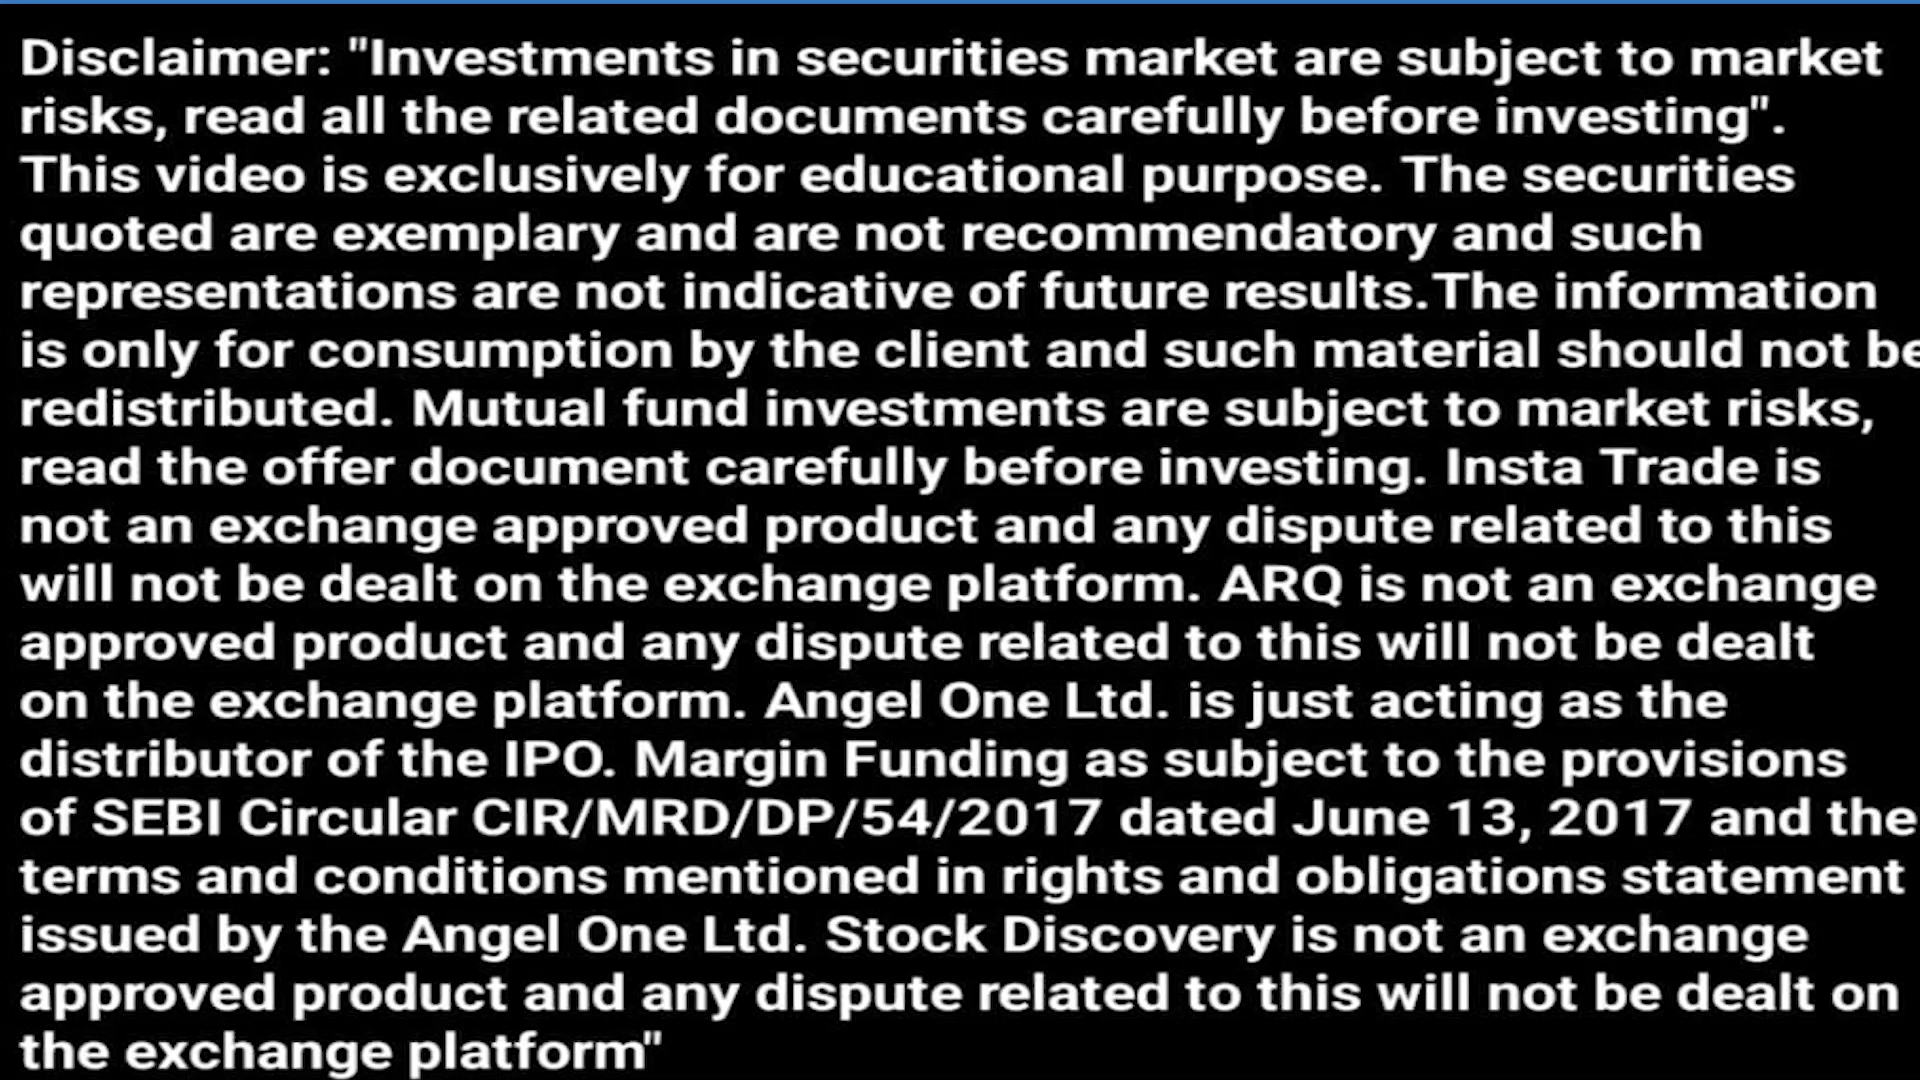 Disclaimer: "Investments in securities market are subject to market
risks, read all the related documents carefully before investing".
This video is exclusively for educational purpose. The securities
quoted are exemplary and are not recommendatory and such
representations are not indicative of future results.The information
is only for consumption by the client and such material should not be
redistributed. Mutual fund investments are subject to market risks,
read the offer document carefully before investing. Insta Trade is
not an exchange approved product and any dispute related to this
will not be dealt on the exchange platform. ARQ is not an exchange
approved product and any dispute related to this will not be dealt
on the exchange platform. Angel One Ltd. is just acting as the
distributor of the IPO. Margin Funding as subject to the provisions
of SEBI Circular CIR/MRD/DP/54/2017 dated June 13, 2017 and the
terms and conditions mentioned in rights and obligations statement
issued by the Angel One Ltd. Stock Discovery is not an exchange
approved product and any dispute related to this will not be dealt on
the exchange platform"